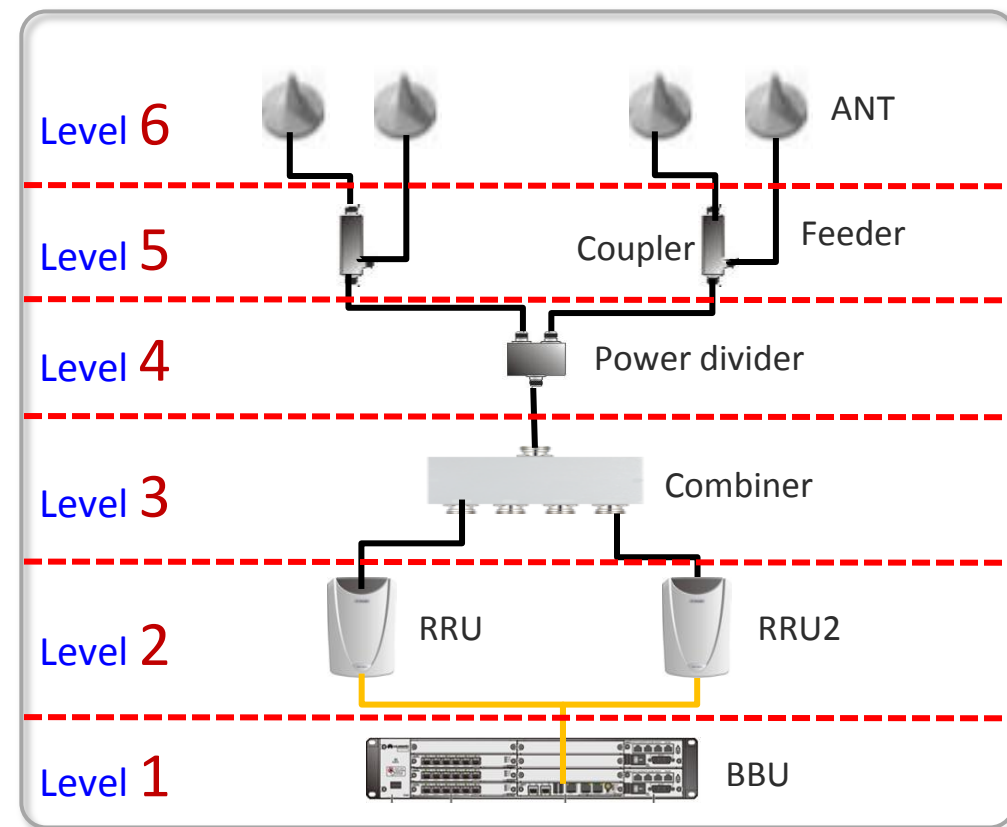 Level 6
ANT
Level 5
Coupler
Feeder
Level 4
Power divider
Level 3
Combiner
Level 2
RRU
RRU2
Level 1
BBU